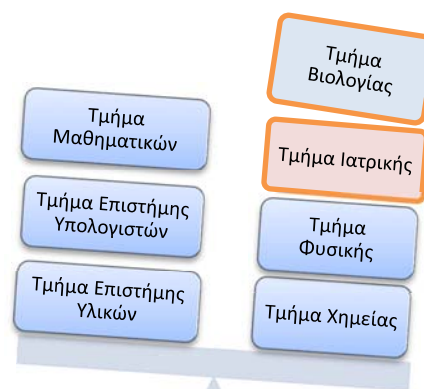 Τμήμα
Μαθηματικών
Τμήμα Επιστήμης
Υπολογιστών
Τμήμα Επιστήμης
Υλικών
Τμήμα
Βιολογίας
Τμήμα Ιατρικής
Τμήμα
Φυσικής
Τμήμα Χημείας